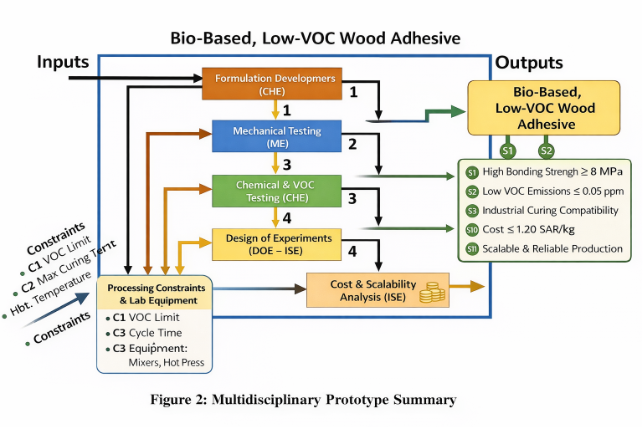 Bio-Based, Low-VOC Wood Adhesive
Inputs
Outputs
Formulation Developmers
(CHE)
1
1
Mechanical Testing
(ME)
2
3
Chemical & VOC
Testing (CHE)
3
4
Design of Experiments
(DOE – ISE)
4
Cost & Scalability
Analysis (ISE)
Bio-Based,
Low-VOC Wood
Adhesive
S1 S2
S1 High Bonding Strengh ≥ 8 MPa
S2 Low VOC Emissions ≤ 0.05 ppm
S3 Industrial Curing Compatibility
S10 Cost ≤ 1.20 SAR/kg
S11 Scalable & Reliable Production
Constraints
• C1 VOC Limit
• C2 Max Curing Temt
• Hbt. Temperature
• Constraints
Processing Constraints
& Lab Equipment
• C1 VOC Limit
• C3 Cycle Time
• C3 Equipment:
Mixers, Hot Press
Figure 2: Multidisciplinary Prototype Summary